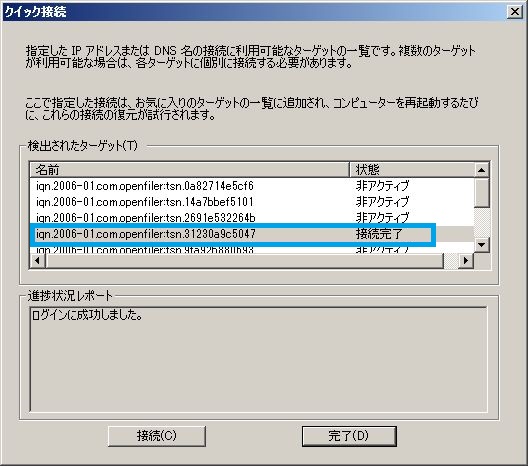 クイック接続
指定した IP アドレスまたは DNS 名の接続に利用可能なターゲットの一覧です。複数のターゲット
が利用可能な場合は、各ターゲットに個別に接続する必要があります。
ここで指定した接続は、お気に入りのターゲットの一覧に追加され、コンピューターを再起動するたび
に、これらの接続の復元が試行されます。
検出されたターゲット(T)
名前 状態
iqn.2006-01.com.openfiler:tsn.0a82714e5cf6 非アクティブ
iqn.2006-01.com.openfiler:tsn.14a7bbef5101 非アクティブ
iqn.2006-01.com.openfiler:tsn.2691e532264b 非アクティブ
iqn.2006-01.com.openfiler:tsn.31230a9c5047 接続完了
iqn.2006-01.com.openfiler:tsn.9fa92b880b93 非アクティブ
進捗状況レポート
ログインに成功しました。
接続(C) 完了(D)